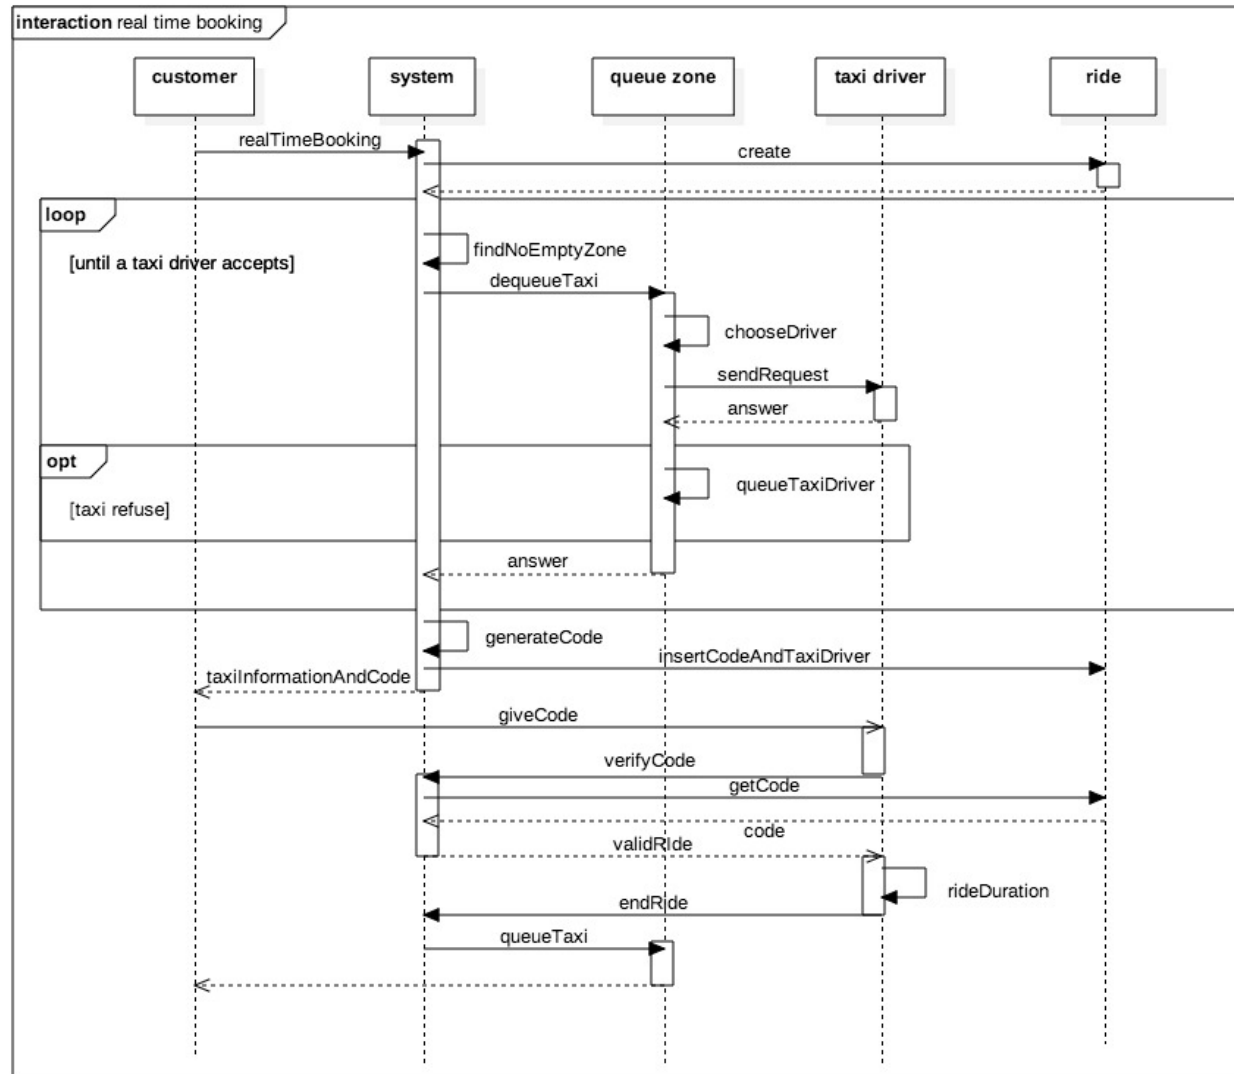 interaction real time booking
customer
system
queue zone
taxi driver
ride
realTimeBooking
create
loop
[until a taxi driver accepts]
findNoEmptyZone
dequeueTaxi
chooseDriver
sendRequest
answer
opt
[taxi refuse]
queueTaxiDriver
answer
generateCode
insertCodeAndTaxiDriver
taxiInformationAndCode
giveCode
verifyCode
getCode
code
validRIde
rideDuration
endRide
queueTaxi